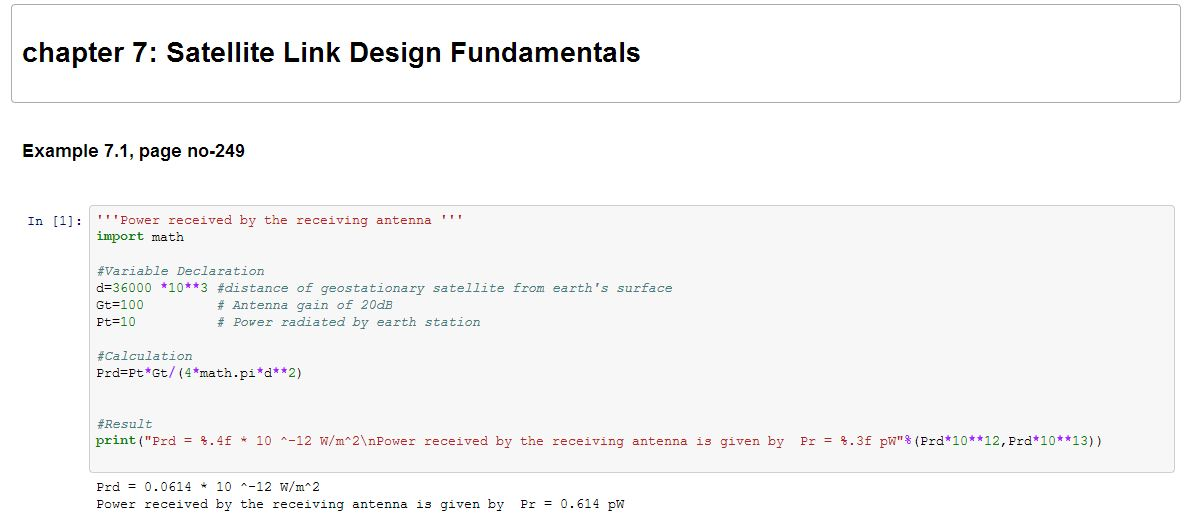 chapter 7: Satellite Link Design Fundamentals
Example 7.1, page no-249
In [1]: '''Power received by the receiving antenna '''
import math
#Variable Declaration
d=36000 *10**3 #distance of geostationary satellite from earth's surface
Gt=100 # Antenna gain of 20dB
Pt=10 # Power radiated by earth station
#Calculation
Prd=Pt*Gt/(4*math.pi*d**2)
#Result
print("Prd = %.4f * 10 ^-12 W/m^2\nPower received by the receiving antenna is given by  Pr = %.3f pW"%(Prd*10**12,Prd*10**13))
Prd = 0.0614 * 10 ^-12 W/m^2
Power received by the receiving antenna is given by  Pr = 0.614 pW